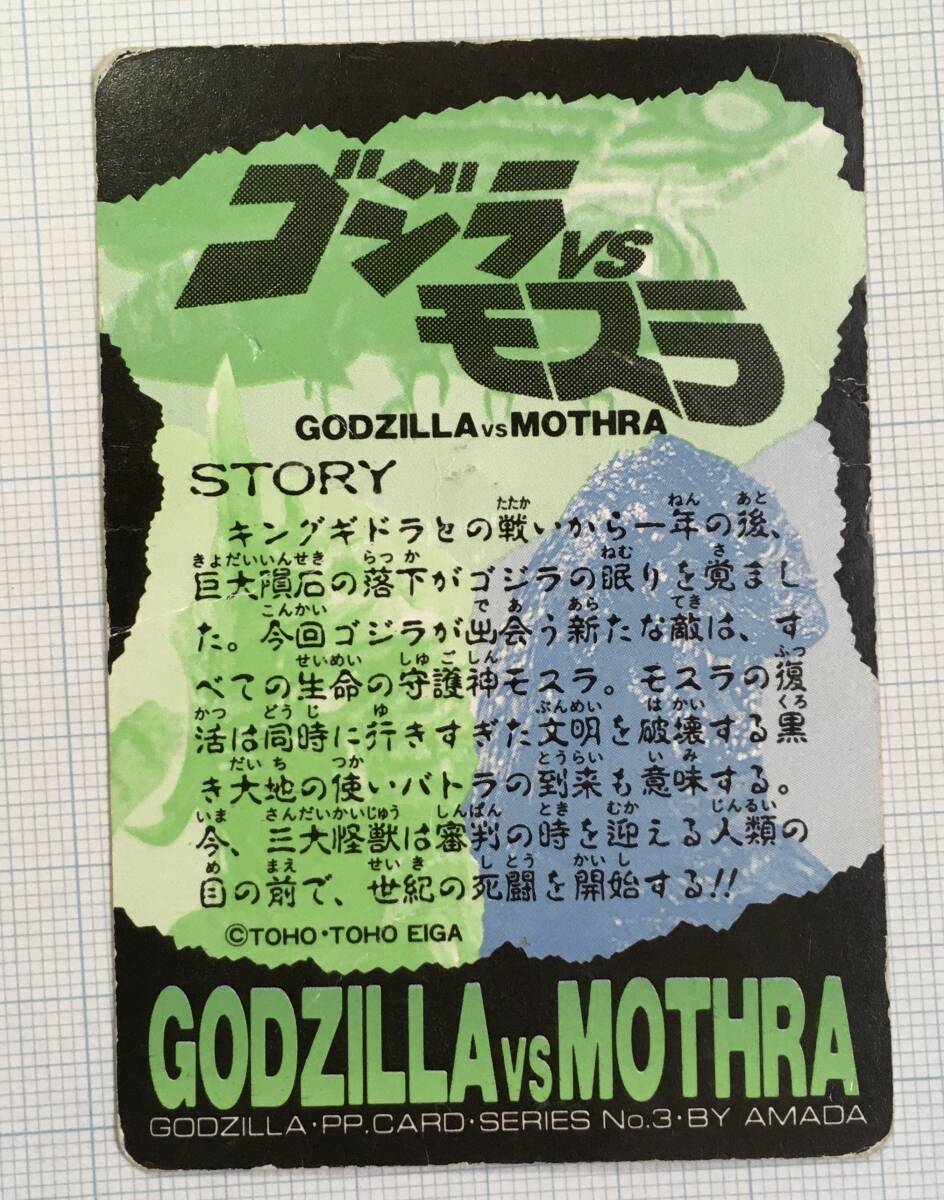 ゴジラVS
モスラ
GODZILLA VS MOTHRA
STORY
キングギドラとの戦いから一年の後、
巨大隕石の落下がゴジラの眠りを覚まし
た。今回ゴジラが出会う新たな敵は、す
べての生命の守護神モスラ。モスラの復
活は同時に行きすぎた文明を破壊する黒
き大地の使いバトラの到来も意味する。
今、三大怪獣は審判の時を迎える人類の
目の前で、世紀の死闘を開始する!!
©TOHO・TOHO EIGA
GODZILLA VS MOTHRA
GODZILLA・PP.CARD・SERIES No.3・BY AMADA